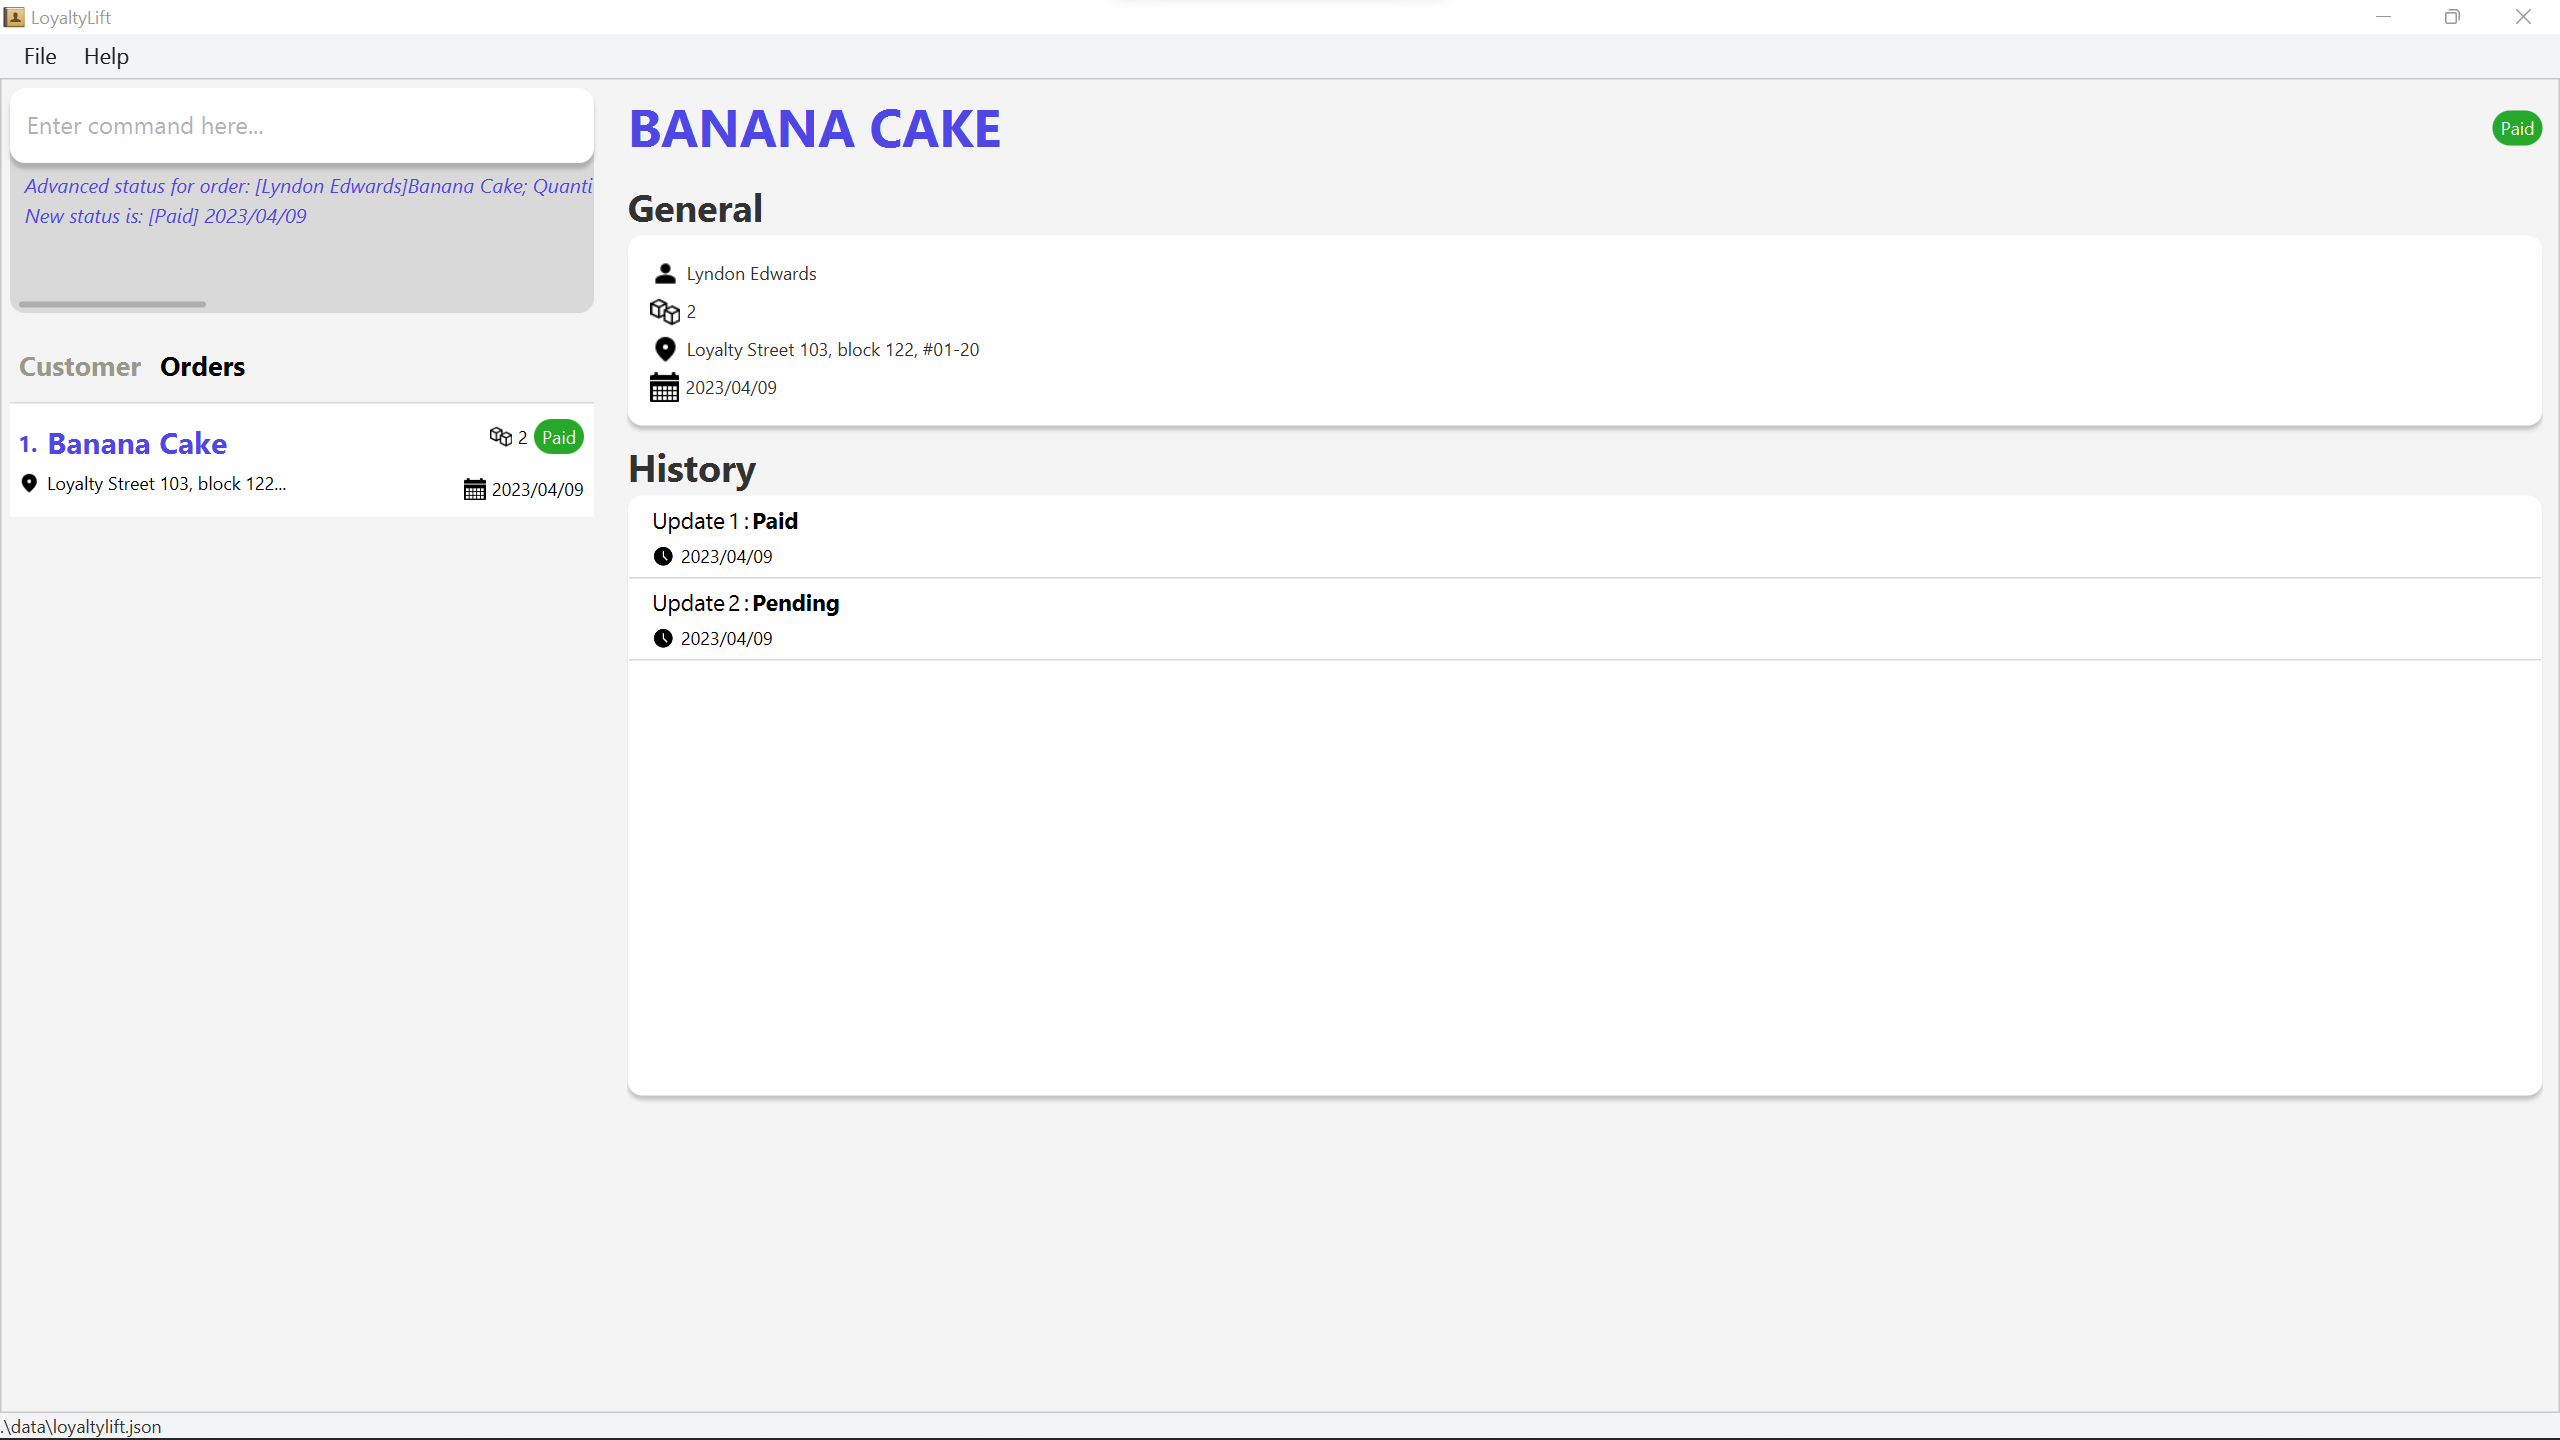 LoyaltyLift
File Help
Enter command here...
Advanced status for order: [Lyndon Edwards]Banana Cake; Quanti
New status is: [Paid] 2023/04/09
Customer Orders
1. Banana Cake 2 Paid
Loyalty Street 103, block 122... 2023/04/09
BANANA CAKE Paid
General
Lyndon Edwards
2
Loyalty Street 103, block 122, #01-20
2023/04/09
History
Update 1 : Paid
2023/04/09
Update 2 : Pending
2023/04/09
.\data\loyaltylift.json